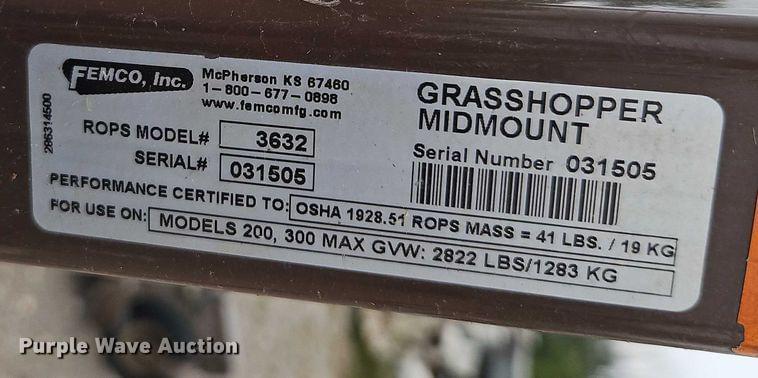 FEMCO, Inc.
McPherson KS 67460
1-800-677-0898
www.femcomfg.com
286314500
ROPS MODEL# 3632
SERIAL# 031505
GRASSHOPPER
MIDMOUNT
Serial Number 031505
PERFORMANCE CERTIFIED TO: OSHA 1928.51 ROPS MASS = 41 LBS. / 19 KG
FOR USE ON: MODELS 200, 300 MAX GVW: 2822 LBS/1283 KG
Purple Wave Auction